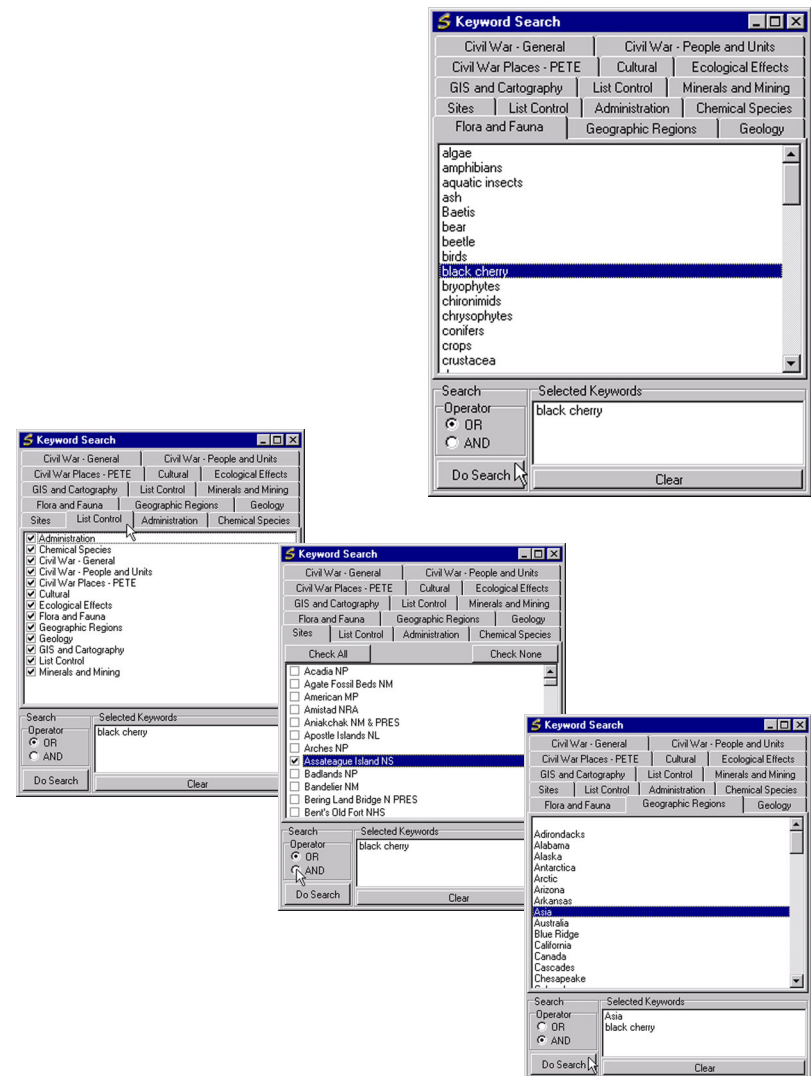 Keyword Search
Civil War - General Civil War - People and Units
Civil War Places - PETE Cultural Ecological Effects
GIS and Cartography List Control Minerals and Mining
Sites List Control Administration Chemical Species
Flora and Fauna Geographic Regions Geology
algae
amphibians
aquatic insects
ash
Baetis
bear
beetle
birds
black cherry
bryophytes
chironimids
chrysophytes
conifers
crops
crustacea
Search Selected Keywords
Operator
black cherry
OR
AND
Do Search Clear
Keyword Search
Civil War - General Civil War - People and Units
Civil War Places - PETE Cultural Ecological Effects
GIS and Cartography List Control Minerals and Mining
Flora and Fauna Geographic Regions Geology
Sites List Control Administration Chemical Species
Administration
Chemical Species
Civil War - General
Civil War - People and Units
Civil War Places - PETE
Cultural
Ecological Effects
Flora and Fauna
Geographic Regions
Geology
GIS and Cartography
List Control
Minerals and Mining
Search Selected Keywords
Operator
black cherry
OR
AND
Do Search Clear
Keyword Search
Civil War - General Civil War - People and Units
Civil War Places - PETE Cultural Ecological Effects
GIS and Cartography List Control Minerals and Mining
Flora and Fauna Geographic Regions Geology
Sites List Control Administration Chemical Species
Check All Check None
Acadia NP
Agate Fossil Beds NM
American MP
Amistad NRA
Aniakchak NM & PRES
Apostle Islands NL
Arches NP
Assateague Island NS
Badlands NP
Bandelier NM
Bering Land Bridge N PRES
Bent's Old Fort NHS
Search Selected Keywords
Operator
black cherry
OR
AND
Do Search Clear
Keyword Search
Civil War - General Civil War - People and Units
Civil War Places - PETE Cultural Ecological Effects
GIS and Cartography List Control Minerals and Mining
Sites List Control Administration Chemical Species
Flora and Fauna Geographic Regions Geology
Adirondacks
Alabama
Alaska
Antarctica
Arctic
Arizona
Arkansas
Asia
Australia
Blue Ridge
California
Canada
Cascades
Chesapeake
Search Selected Keywords
Operator
Asia
OR
black cherry
AND
Do Search Clear